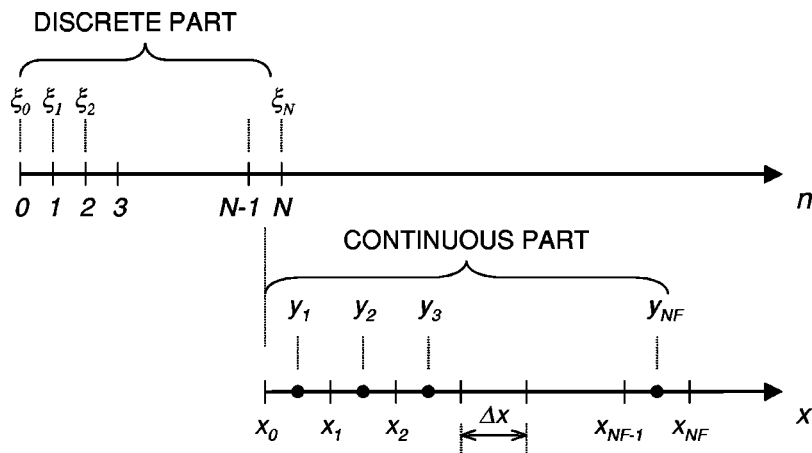 DISCRETE PART
ξ0 ξ1 ξ2 ξN
0 1 2 3 N-1 N n
CONTINUOUS PART
y1 y2 y3 yNF
x0 x1 x2 Δx xNF-1 xNF x